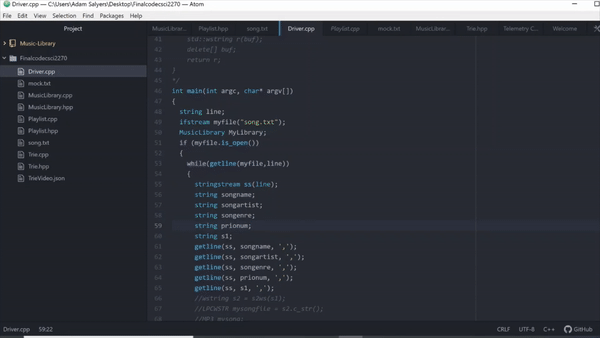 Driver.cpp — C:\Users\Adam Salyers\Desktop\Finalcodecsci2270 — Atom
File Edit View Selection Find Packages Help
Project
MusicLibrar...
Playlist.hpp
song.txt
Driver.cpp
Playlist.cpp
mock.txt
MusicLibrar...
Trie.hpp
Telemetry C...
Welcome
Music-Library
Finalcodecsci2270
Driver.cpp
mock.txt
MusicLibrary.cpp
MusicLibrary.hpp
Playlist.cpp
Playlist.hpp
song.txt
Trie.cpp
Trie.hpp
TrieVideo.json
41 std::wstring r(buf);
42 delete[] buf;
43 return r;
44 }
45 */
46 int main(int argc, char* argv[])
47 {
48 string line;
49 ifstream myfile("song.txt");
50 MusicLibrary MyLibrary;
51 if (myfile.is_open())
52 {
53 while(getline(myfile,line))
54 {
55 stringstream ss(line);
56 string songname;
57 string songartist;
58 string songenre;
59 string prionum;
60 string s1;
61 getline(ss, songname, ',');
62 getline(ss, songartist, ',');
63 getline(ss, songenre, ',');
64 getline(ss, prionum, ',');
65 getline(ss, s1, ',');
66 //wstring s2 = s2ws(s1);
67 //LPCWSTR mysongfile = s2.c_str();
68 //MP3 mysong;
Driver.cpp 59:22
CRLF UTF-8 C++ GitHub